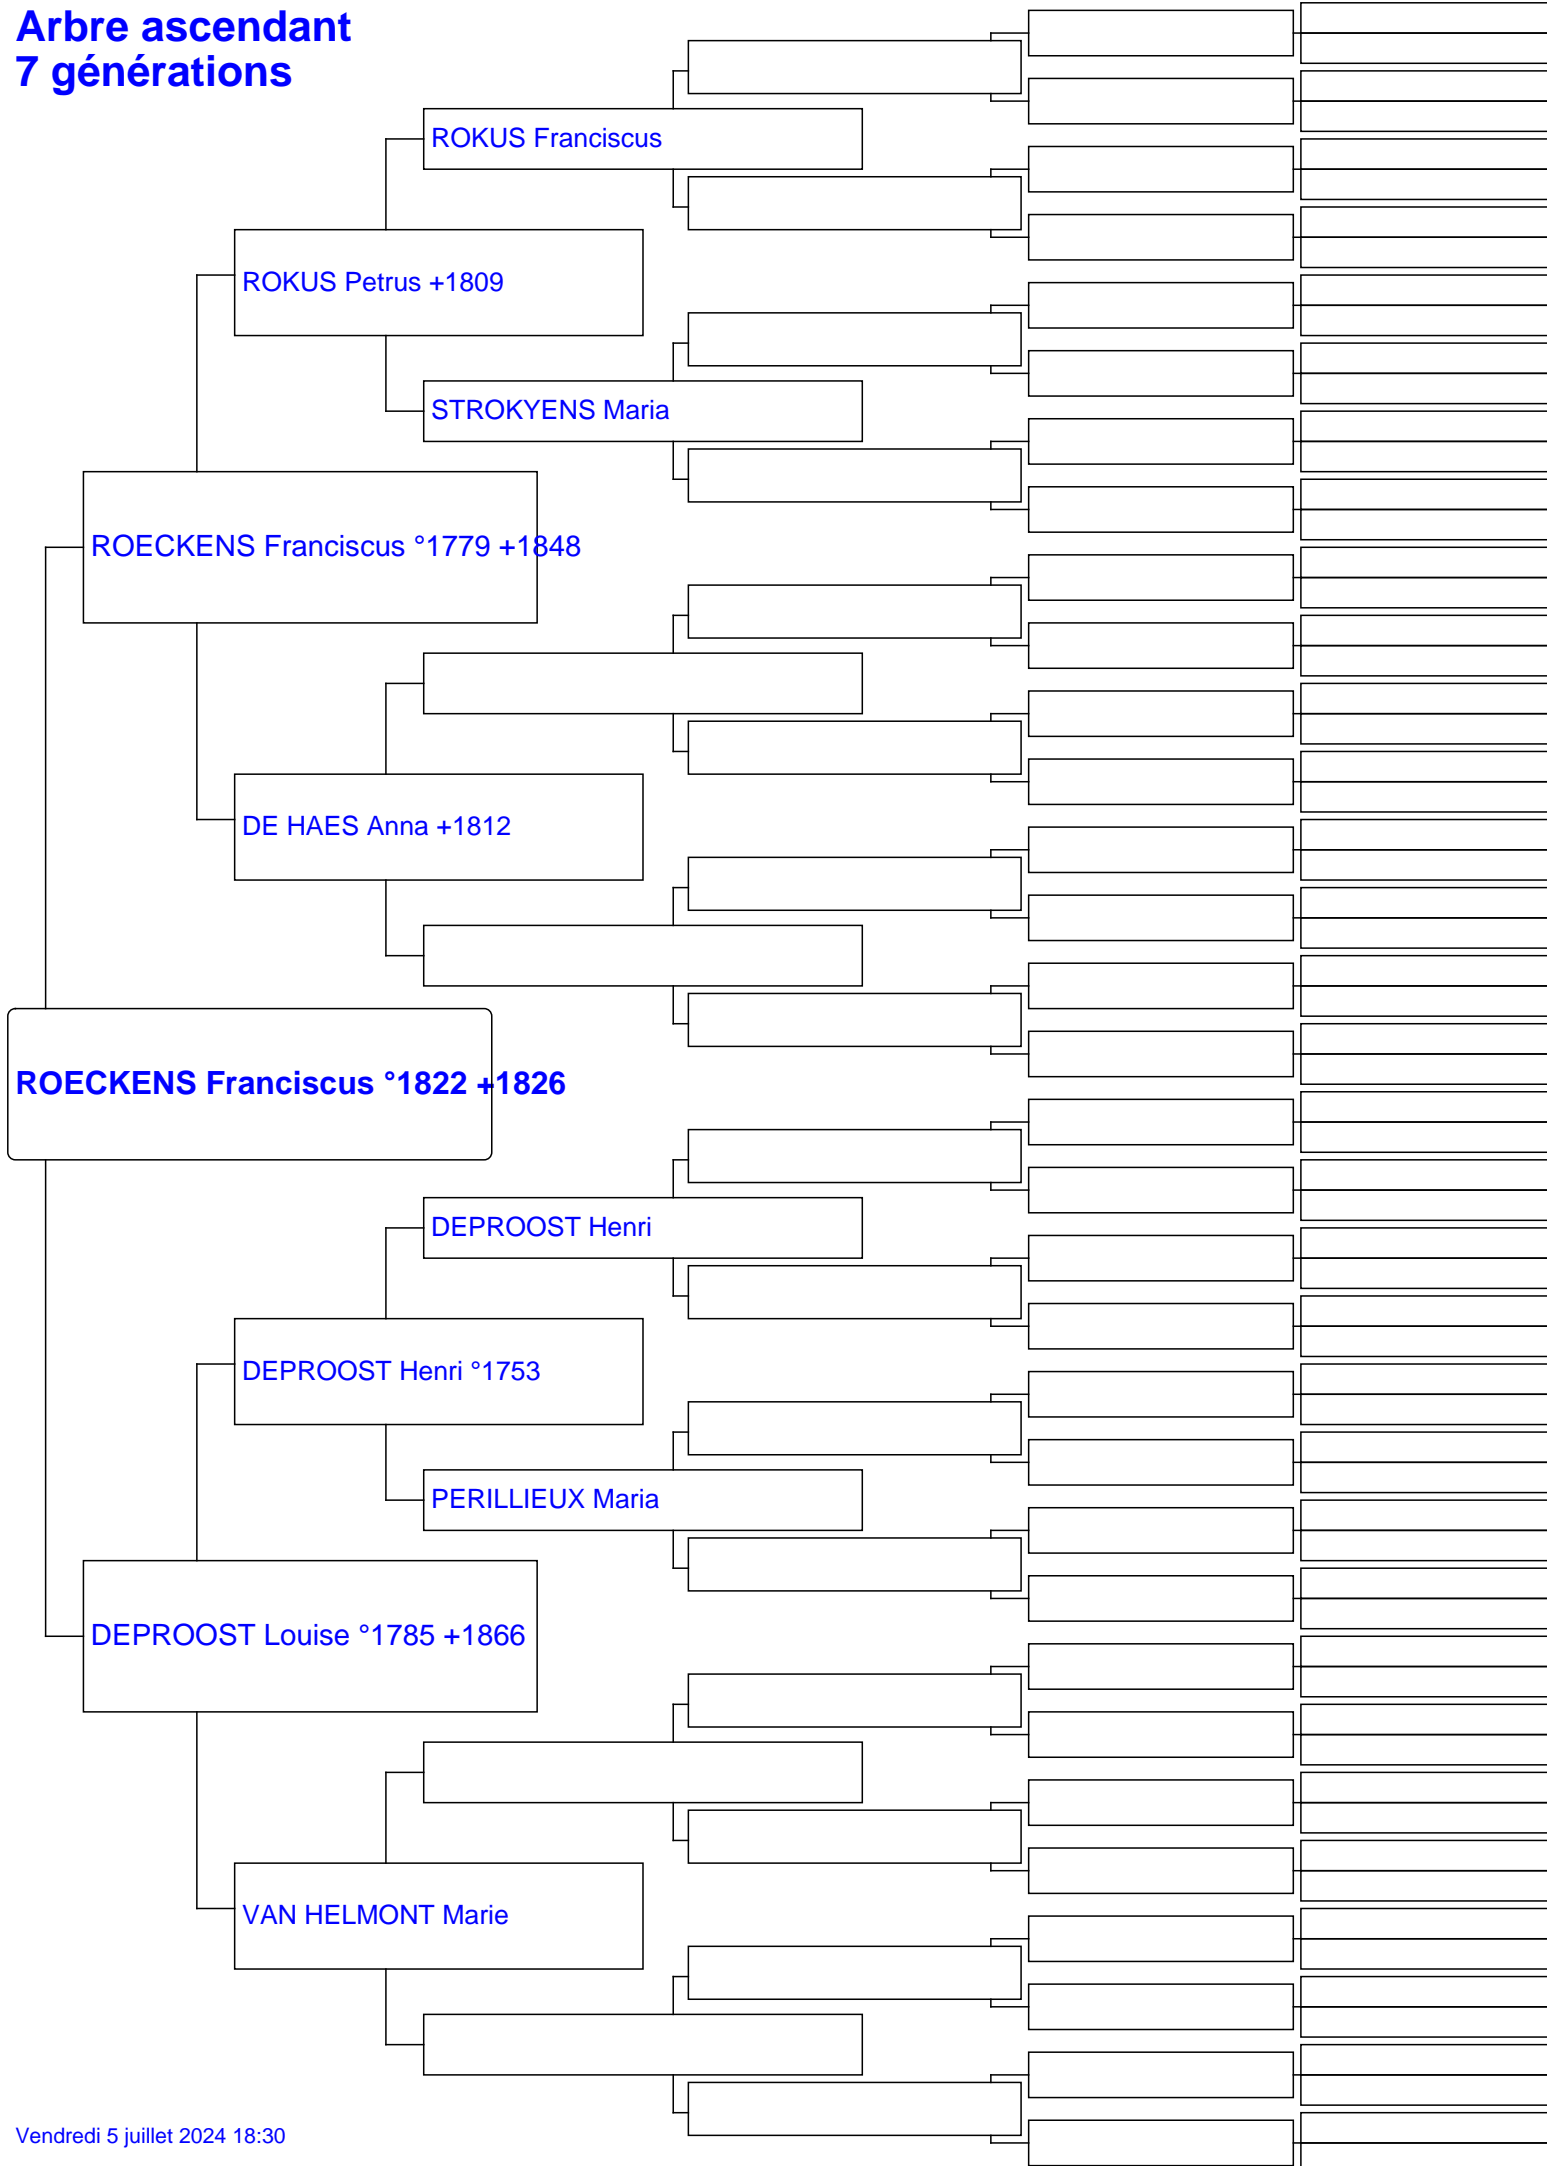 Arbre ascendant
7 générations
ROKUS Franciscus
ROKUS Petrus +1809
STROKYENS Maria
ROECKENS Franciscus °1779 +1848
DE HAES Anna +1812
ROECKENS Franciscus °1822 +1826
DEPROOST Henri
DEPROOST Henri °1753
PERILLIEUX Maria
DEPROOST Louise °1785 +1866
VAN HELMONT Marie
Vendredi 5 juillet 2024 18:30